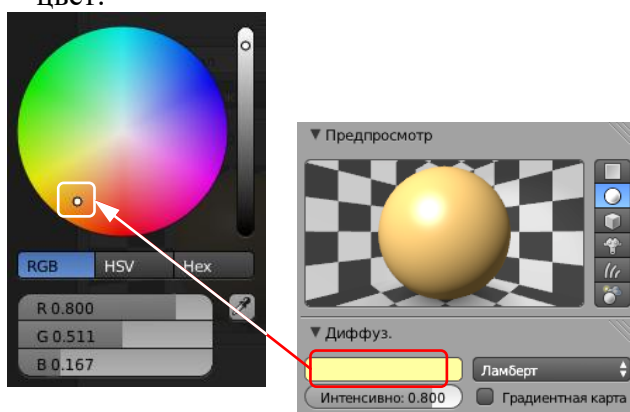 цвет.
RGB HSV Hex
R 0.800
G 0.511
B 0.167
Предпросмотр
Диффуз.
Ламберт
Интенсивно: 0.800 Градиентная карта